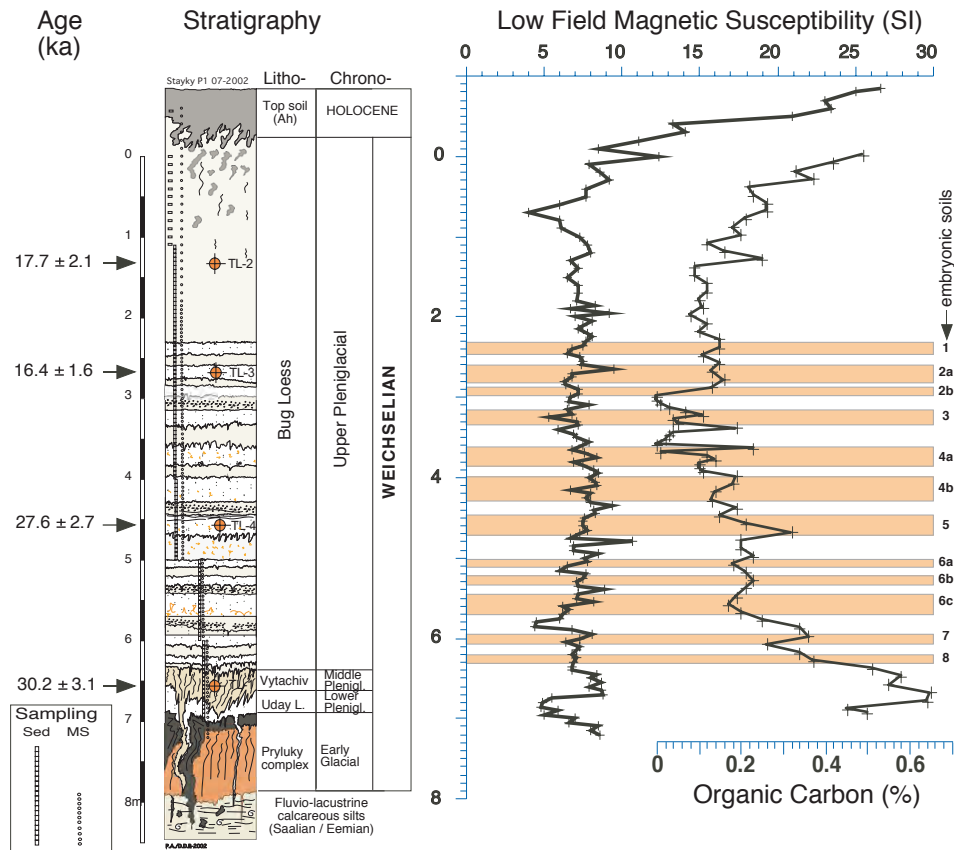 Age
(ka)
Stratigraphy
Low Field Magnetic Susceptibility (SI)
Stayky P1 07-2002
Litho-
Chrono-
0
5
10
15
20
25
30
Top soil
(Ah)
HOLOCENE
0
1
2
3
4
5
6
7
8m
17.7 ± 2.1
TL-2
16.4 ± 1.6
TL-3
27.6 ± 2.7
TL-4
30.2 ± 3.1
Bug Loess
Upper Pleniglacial
WEICHSELIAN
Vytachiv
Middle
Plenigl.
Uday L.
Lower
Plenigl.
Pryluky
complex
Early
Glacial
Fluvio-lacustrine
calcareous silts
(Saalian / Eemian)
P.A./D.D.B-2002
Sampling
Sed
MS
0
2
4
6
8
embryonic soils
1
2a
2b
3
4a
4b
5
6a
6b
6c
7
8
0
0.2
0.4
0.6
Organic Carbon (%)